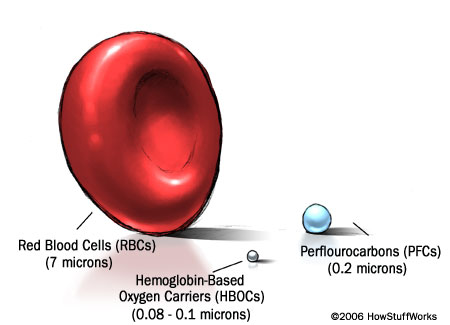 Red Blood Cells (RBCs)
(7 microns)
Hemoglobin-Based
Oxygen Carriers (HBOCs)
(0.08 - 0.1 microns)
Perflourocarbons (PFCs)
(0.2 microns)
©2006 HowStuffWorks